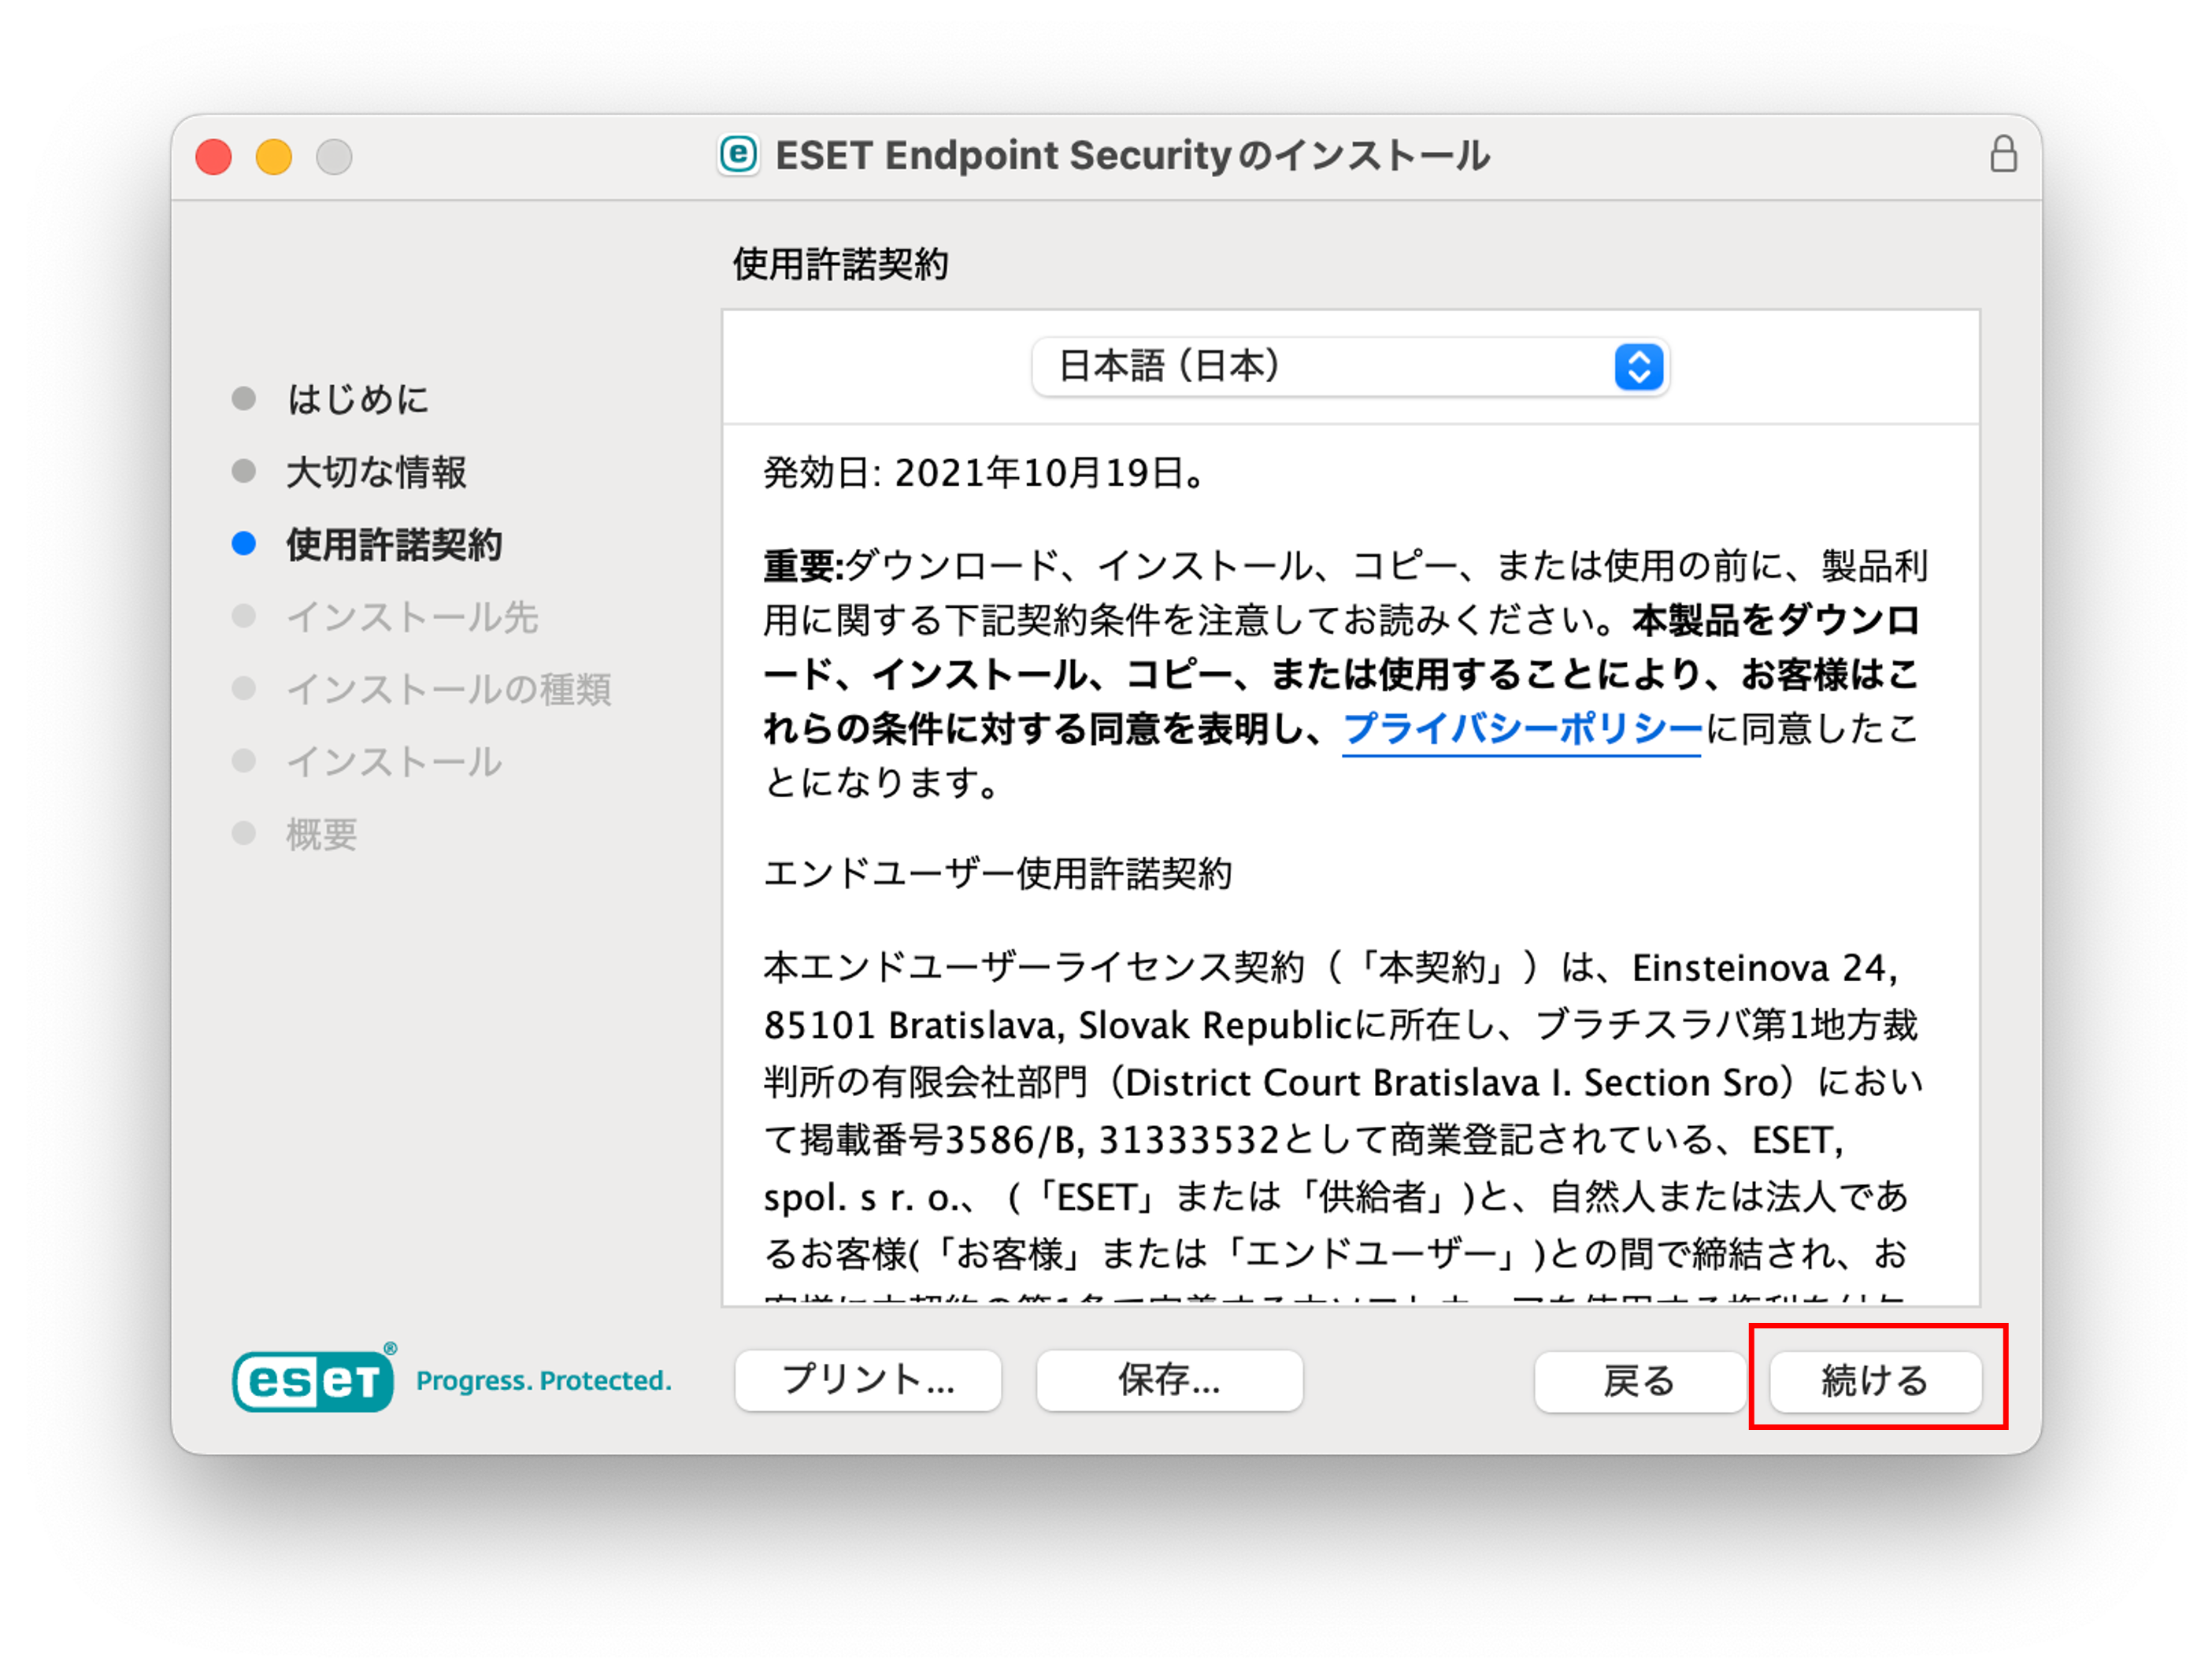 ESET Endpoint Securityのインストール
使用許諾契約
はじめに
大切な情報
使用許諾契約
インストール先
インストールの種類
インストール
概要
日本語 (日本)
発効日: 2021年10月19日。
重要:ダウンロード、インストール、コピー、または使用の前に、製品利
用に関する下記契約条件を注意してお読みください。本製品をダウンロ
ード、インストール、コピー、または使用することにより、お客様はこ
れらの条件に対する同意を表明し、プライバシーポリシーに同意したこ
とになります。
エンドユーザー使用許諾契約
本エンドユーザーライセンス契約（「本契約」）は、Einsteinova 24,
85101 Bratislava, Slovak Republicに所在し、ブラチスラバ第1地方裁
判所の有限会社部門（District Court Bratislava I. Section Sro）におい
て掲載番号3586/B, 31333532として商業登記されている、ESET,
spol. s r. o.、 (「ESET」または「供給者」)と、自然人または法人であ
るお客様(「お客様」または「エンドユーザー」)との間で締結され、お
eseT® Progress. Protected.
プリント...
保存...
戻る
続ける